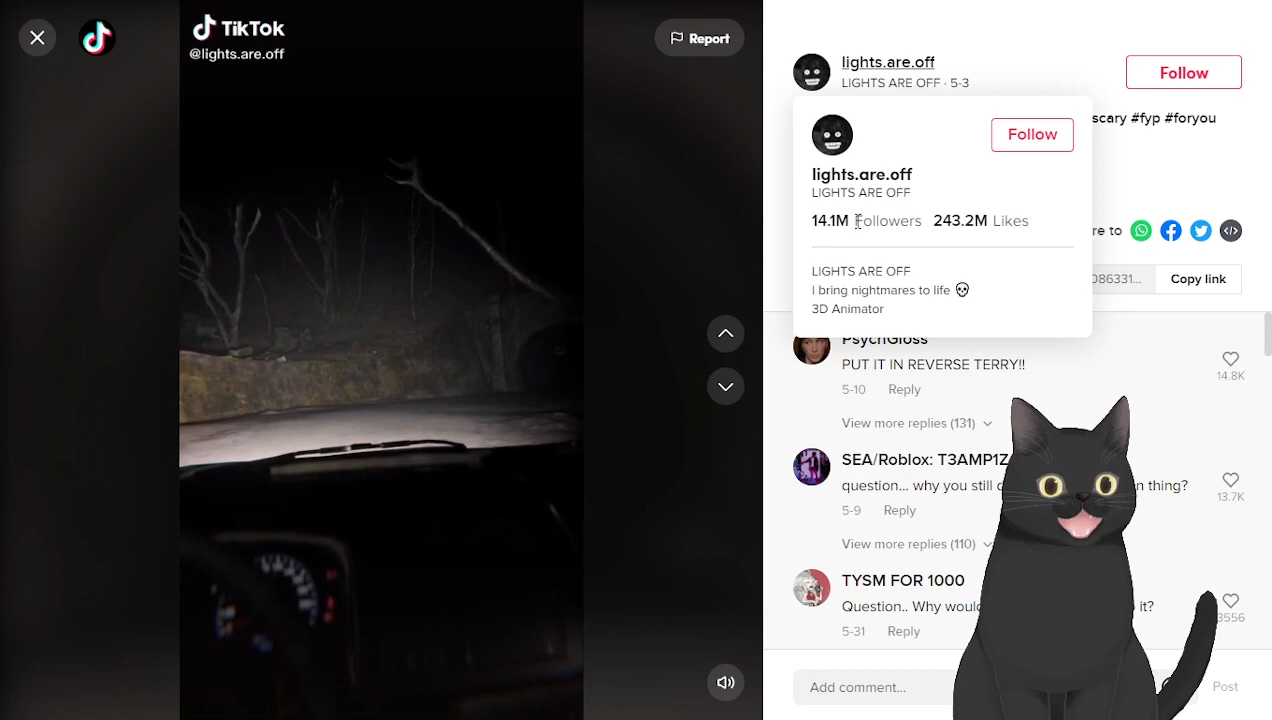 TikTok
@lights.are.off
Report
lights.are.off
LIGHTS ARE OFF · 5-3
Follow
scary #fyp #foryou
Follow
lights.are.off
LIGHTS ARE OFF
14.1M Followers 243.2M Likes
LIGHTS ARE OFF
I bring nightmares to life 💀
3D Animator
re to
086331...
Copy link
PsychGloss
PUT IT IN REVERSE TERRY!!
5-10 Reply
14.8K
View more replies (131)
SEA/Roblox: T3AMP1Z
question... why you still
n thing?
5-9 Reply
13.7K
View more replies (110)
TYSM FOR 1000
Question.. Why would
it?
5-31 Reply
3556
Add comment...
Post